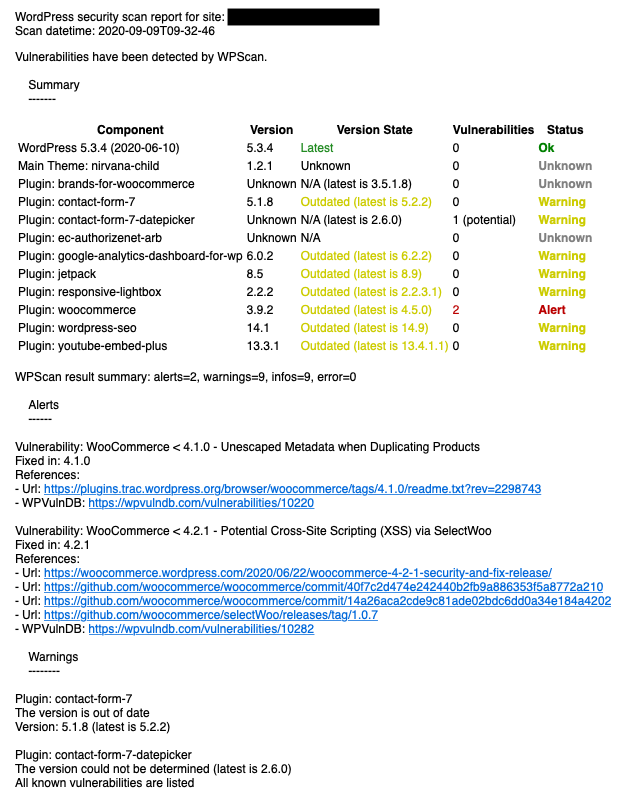 WordPress security scan report for site:
Scan datetime: 2020-09-09T09-32-46
Vulnerabilities have been detected by WPScan.
Summary
-------
Component Version Version State Vulnerabilities Status
WordPress 5.3.4 (2020-06-10) 5.3.4 Latest 0 Ok
Main Theme: nirvana-child 1.2.1 Unknown 0 Unknown
Plugin: brands-for-woocommerce Unknown N/A (latest is 3.5.1.8) 0 Unknown
Plugin: contact-form-7 5.1.8 Outdated (latest is 5.2.2) 0 Warning
Plugin: contact-form-7-datepicker Unknown N/A (latest is 2.6.0) 1 (potential) Warning
Plugin: ec-authorizenet-arb Unknown N/A 0 Unknown
Plugin: google-analytics-dashboard-for-wp 6.0.2 Outdated (latest is 6.2.2) 0 Warning
Plugin: jetpack 8.5 Outdated (latest is 8.9) 0 Warning
Plugin: responsive-lightbox 2.2.2 Outdated (latest is 2.2.3.1) 0 Warning
Plugin: woocommerce 3.9.2 Outdated (latest is 4.5.0) 2 Alert
Plugin: wordpress-seo 14.1 Outdated (latest is 14.9) 0 Warning
Plugin: youtube-embed-plus 13.3.1 Outdated (latest is 13.4.1.1) 0 Warning
WPScan result summary: alerts=2, warnings=9, infos=9, error=0
Alerts
------
Vulnerability: WooCommerce < 4.1.0 - Unescaped Metadata when Duplicating Products
Fixed in: 4.1.0
References:
- Url: https://plugins.trac.wordpress.org/browser/woocommerce/tags/4.1.0/readme.txt?rev=2298743
- WPVulnDB: https://wpvulndb.com/vulnerabilities/10220
Vulnerability: WooCommerce < 4.2.1 - Potential Cross-Site Scripting (XSS) via SelectWoo
Fixed in: 4.2.1
References:
- Url: https://woocommerce.wordpress.com/2020/06/22/woocommerce-4-2-1-security-and-fix-release/
- Url: https://github.com/woocommerce/woocommerce/commit/40f7c2d474e242440b2fb9a886353f5a8772a210
- Url: https://github.com/woocommerce/woocommerce/commit/14a26aca2cde9c81ade02bdc6dd0a34e184a4202
- Url: https://github.com/woocommerce/selectWoo/releases/tag/1.0.7
- WPVulnDB: https://wpvulndb.com/vulnerabilities/10282
Warnings
--------
Plugin: contact-form-7
The version is out of date
Version: 5.1.8 (latest is 5.2.2)
Plugin: contact-form-7-datepicker
The version could not be determined (latest is 2.6.0)
All known vulnerabilities are listed